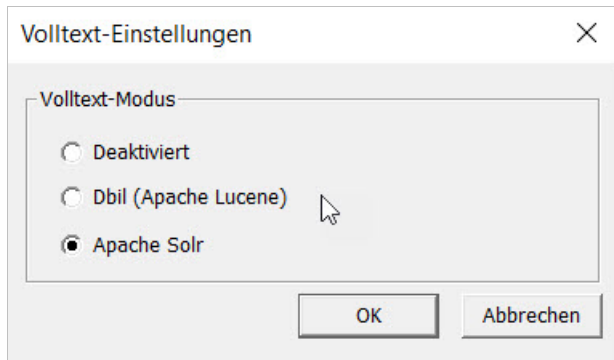 Volltext-Einstellungen
Volltext-Modus
Deaktiviert
Dbil (Apache Lucene)
Apache Solr
OK Abbrechen